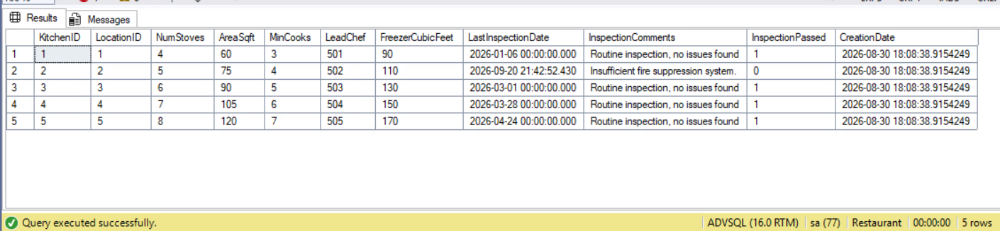 Results Messages
KitchenID LocationID NumStoves AreaSqft MinCooks LeadChef FreezerCubicFeet LastInspectionDate InspectionComments InspectionPassed CreationDate
1 1 1 4 60 3 501 90 2026-01-06 00:00:00.000 Routine inspection, no issues found 1 2026-08-30 18:08:38.9154249
2 2 2 5 75 4 502 110 2026-09-20 21:42:52.430 Insufficient fire suppression system. 0 2026-08-30 18:08:38.9154249
3 3 3 6 90 5 503 130 2026-03-01 00:00:00.000 Routine inspection, no issues found 1 2026-08-30 18:08:38.9154249
4 4 4 7 105 6 504 150 2026-03-28 00:00:00.000 Routine inspection, no issues found 1 2026-08-30 18:08:38.9154249
5 5 5 8 120 7 505 170 2026-04-24 00:00:00.000 Routine inspection, no issues found 1 2026-08-30 18:08:38.9154249
Query executed successfully. ADVSQL (16.0 RTM) sa (77) Restaurant 00:00:00 5 rows